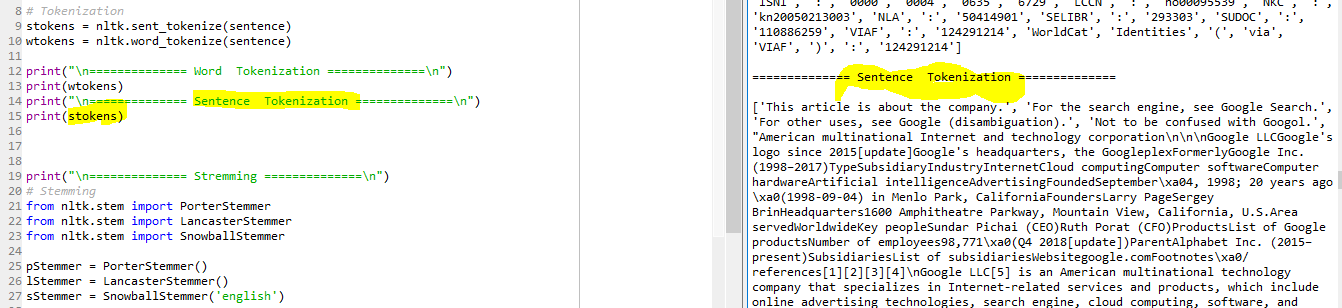 8 # Tokenization
9 stokens = nltk.sent_tokenize(sentence)
10 wtokens = nltk.word_tokenize(sentence)
11
12 print("\n============== Word  Tokenization ==============\n")
13 print(wtokens)
14 print("\n============== Sentence  Tokenization ==============\n")
15 print(stokens)
16
17
18
19 print("\n============== Stremming ==============\n")
20 # Stemming
21 from nltk.stem import PorterStemmer
22 from nltk.stem import LancasterStemmer
23 from nltk.stem import SnowballStemmer
24
25 pStemmer = PorterStemmer()
26 lStemmer = LancasterStemmer()
27 sStemmer = SnowballStemmer('english')
'ISNI', ':', '0000', '0004', '0635', '6729', 'LCCN', ':', 'no00095539', 'NKC', ':',
'kn20050213003', 'NLA', ':', '50414901', 'SELIBR', ':', '293303', 'SUDOC', ':',
'110886259', 'VIAF', ':', '124291214', 'WorldCat', 'Identities', '(', 'via',
'VIAF', ')', ':', '124291214']
============== Sentence  Tokenization ==============
['This article is about the company.', 'For the search engine, see Google Search.',
'For other uses, see Google (disambiguation).', 'Not to be confused with Googol.',
"American multinational Internet and technology corporation\n\n\n\nGoogle LLCGoogle's
logo since 2015[update]Google's headquarters, the GoogleplexFormerlyGoogle Inc.
(1998–2017)TypeSubsidiaryIndustryInternetCloud computingComputer softwareComputer
hardwareArtificial intelligenceAdvertisingFoundedSeptember\xa04, 1998; 20 years ago
\xa0(1998-09-04) in Menlo Park, CaliforniaFoundersLarry PageSergey
BrinHeadquarters1600 Amphitheatre Parkway, Mountain View, California, U.S.Area
servedWorldwideKey peopleSundar Pichai (CEO)Ruth Porat (CFO)ProductsList of Google
productsNumber of employees98,771\xa0(Q4 2018[update])ParentAlphabet Inc. (2015–
present)SubsidiariesList of subsidiariesWebsitegoogle.comFootnotes\xa0/
references[1][2][3][4]\nGoogle LLC[5] is an American multinational technology
company that specializes in Internet-related services and products, which include
online advertising technologies, search engine, cloud computing, software, and